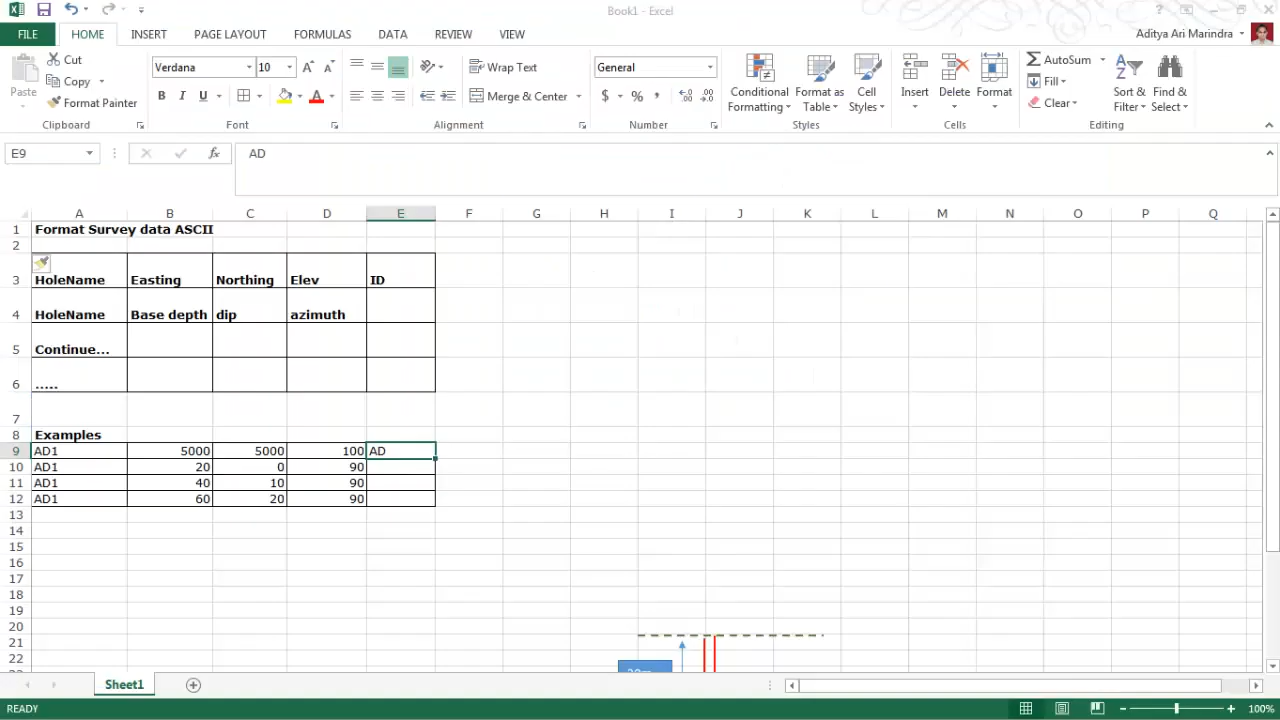 Book1 - Excel
?
FILE HOME INSERT PAGE LAYOUT FORMULAS DATA REVIEW VIEW Aditya Ari Marindra
Paste
Cut
Copy
Format Painter
Clipboard
Verdana 10
B I U A
Font
Wrap Text
Merge & Center
Alignment
General
$ % ,
Number
Conditional Formatting
Format as Table
Cell Styles
Styles
Insert Delete Format
Cells
AutoSum
Fill
Clear
Sort & Filter
Find & Select
Editing
E9 fx AD
A B C D E F G H I J K L M N O P Q
1 Format Survey data ASCII
2
3 HoleName Easting Northing Elev ID
4 HoleName Base depth dip azimuth
5 Continue...
6 .....
7
8 Examples
9 AD1 5000 5000 100 AD
10 AD1 20 0 90
11 AD1 40 10 90
12 AD1 60 20 90
13
14
15
16
17
18
19
20
21
22
Sheet1
READY 100%